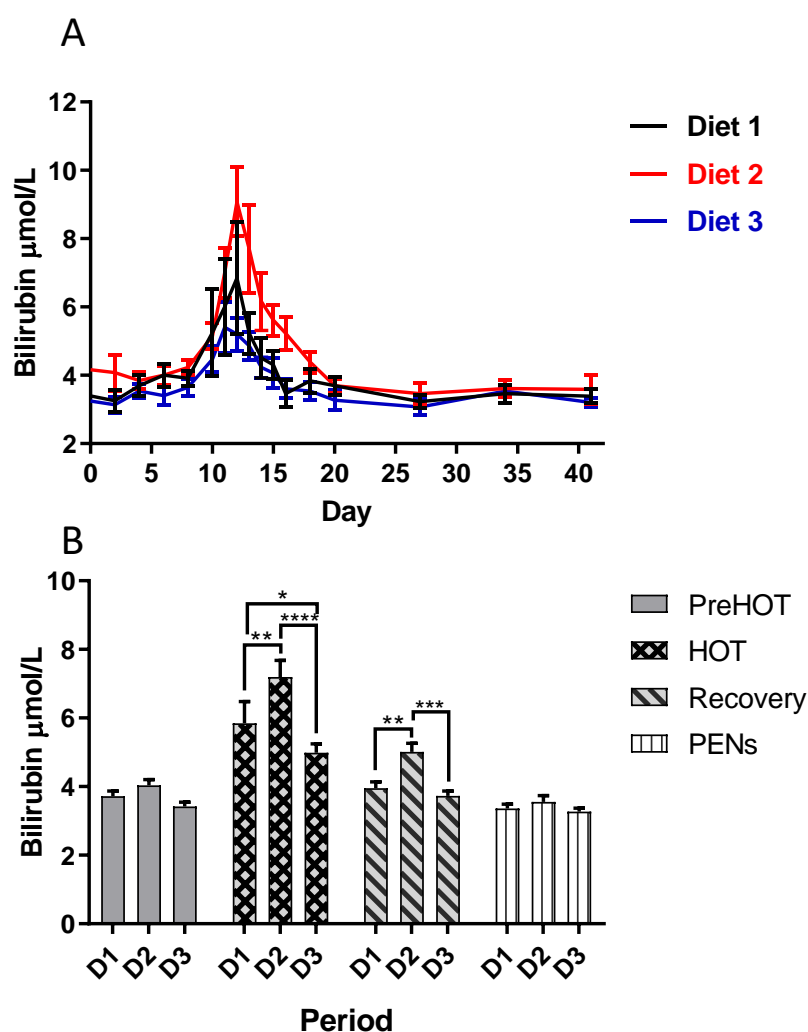 A
12
10
8
6
4
2
Bilirubin μmol/L
0 5 10 15 20 25 30 35 40
Day
Diet 1
Diet 2
Diet 3
B
10
8
6
4
2
0
Bilirubin μmol/L
*
** ****
** ***
D1 D2 D3 D1 D2 D3 D1 D2 D3 D1 D2 D3
Period
PreHOT
HOT
Recovery
PENs